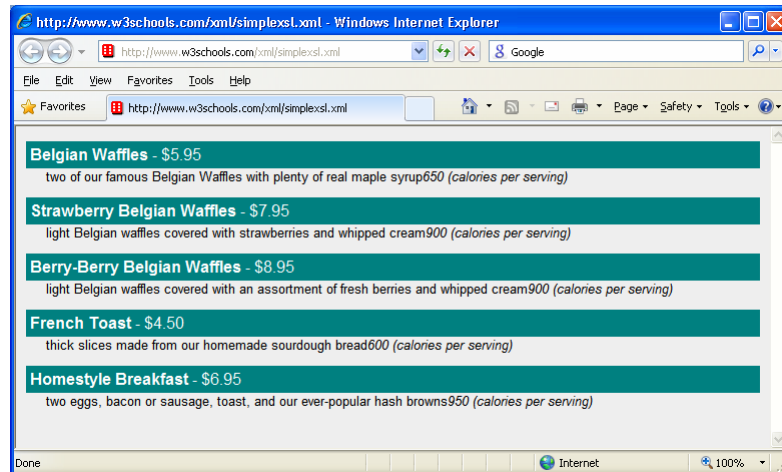 http://www.w3schools.com/xml/simplexsl.xml - Windows Internet Explorer
http://www.w3schools.com/xml/simplexsl.xml Google
File Edit View Favorites Tools Help
Favorites http://www.w3schools.com/xml/simplexsl.xml Page Safety Tools
Belgian Waffles - $5.95
two of our famous Belgian Waffles with plenty of real maple syrup650 (calories per serving)
Strawberry Belgian Waffles - $7.95
light Belgian waffles covered with strawberries and whipped cream900 (calories per serving)
Berry-Berry Belgian Waffles - $8.95
light Belgian waffles covered with an assortment of fresh berries and whipped cream900 (calories per serving)
French Toast - $4.50
thick slices made from our homemade sourdough bread600 (calories per serving)
Homestyle Breakfast - $6.95
two eggs, bacon or sausage, toast, and our ever-popular hash browns950 (calories per serving)
Done Internet 100%